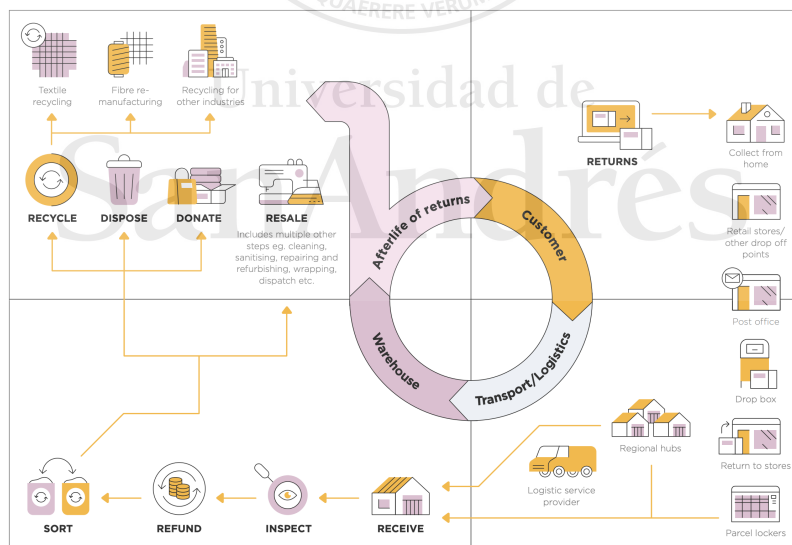 QUAERERE VERUM
Universidad de
SanAndrés
Textile
recycling
Fibre re-
manufacturing
Recycling for
other industries
RECYCLE
DISPOSE
DONATE
RESALE
Includes multiple other
steps eg. cleaning,
sanitising, repairing and
refurbishing, wrapping,
dispatch etc.
Afterlife of returns
Customer
Transport/Logistics
Warehouse
RETURNS
Collect from
home
Retail stores/
other drop off
points
Post office
Drop box
Return to stores
Parcel lockers
Regional hubs
Logistic service
provider
RECEIVE
INSPECT
REFUND
SORT